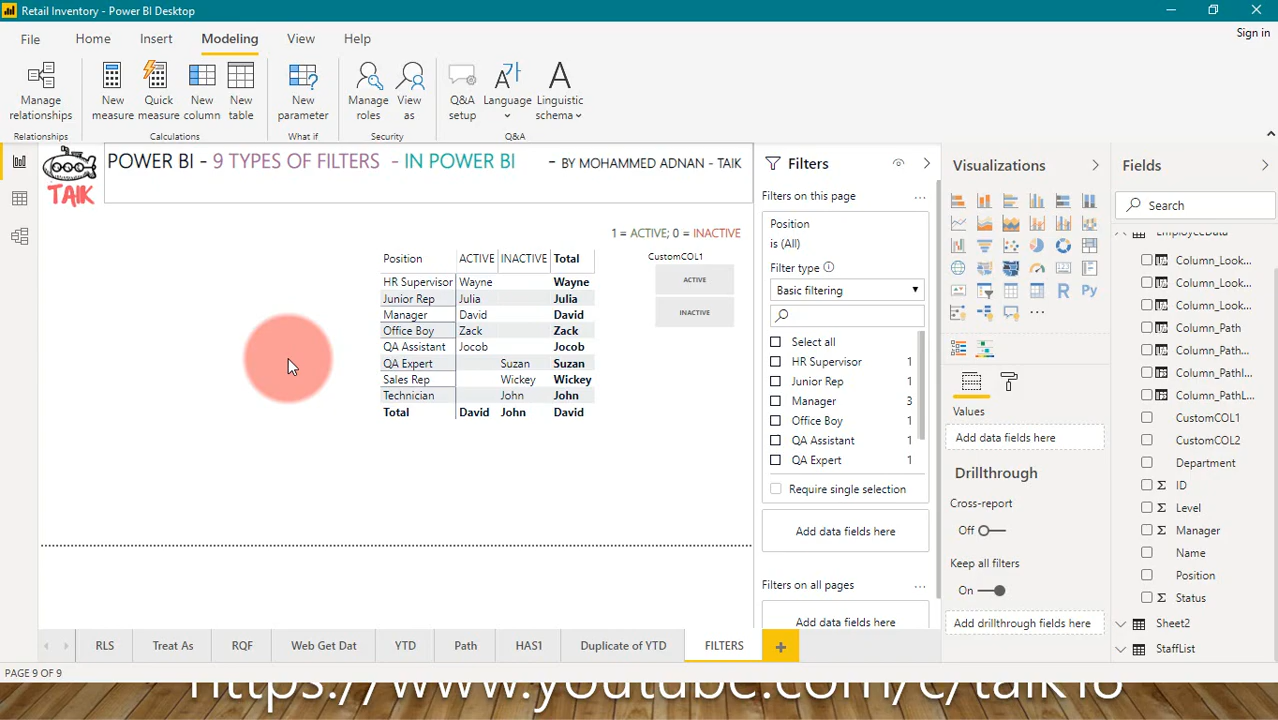 Retail Inventory - Power BI Desktop
Sign in
File Home Insert Modeling View Help
Manage relationships
New measure
Quick measure
New column
New table
New parameter
Manage roles
View as
Q&A setup
Language
Linguistic schema
Relationships Calculations What if Security Q&A
TAIK
POWER BI - 9 TYPES OF FILTERS - IN POWER BI - BY MOHAMMED ADNAN - TAIK
1 = ACTIVE; 0 = INACTIVE
Position ACTIVE INACTIVE Total
HR Supervisor Wayne Wayne
Junior Rep Julia Julia
Manager David David
Office Boy Zack Zack
QA Assistant Jocob Jocob
QA Expert Suzan Suzan
Sales Rep Wickey Wickey
Technician John John
Total David John David
CustomCOL1
ACTIVE
INACTIVE
Filters
Filters on this page
Position
is (All)
Filter type
Basic filtering
Select all
HR Supervisor 1
Junior Rep 1
Manager 3
Office Boy 1
QA Assistant 1
QA Expert 1
Require single selection
Add data fields here
Filters on all pages
Add data fields here
Visualizations
R Py
Values
Add data fields here
Drillthrough
Cross-report
Off
Keep all filters
On
Add drillthrough fields here
Fields
Search
EmployeeData
Column_Look...
Column_Look...
Column_Look...
Column_Path
Column_Path...
Column_PathI...
Column_PathL...
CustomCOL1
CustomCOL2
Department
Σ ID
Σ Level
Σ Manager
Name
Position
Σ Status
Sheet2
StaffList
RLS Treat As RQF Web Get Dat YTD Path HAS1 Duplicate of YTD FILTERS
PAGE 9 OF 9
https://www.youtube.com/c/taik18